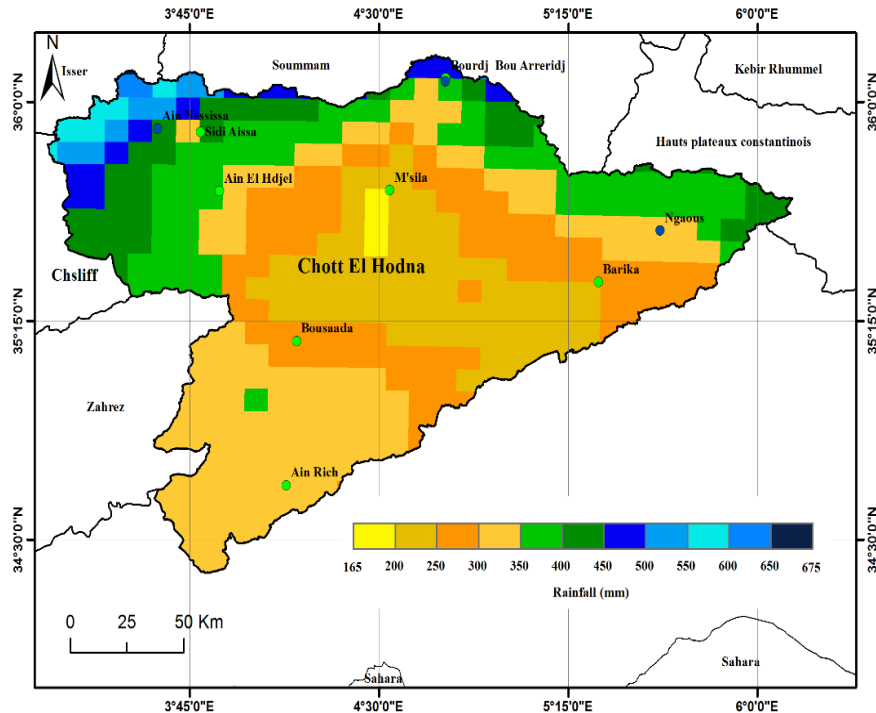 3°45'0"E 4°30'0"E 5°15'0"E 6°0'0"E
N
Isser
Soummam
Bourdj Bou Arreridj
Kebir Rhummel
36°0'0"N
36°0'0"N
Ain Nessissa
Sidi Aissa
Hauts plateaux constantinois
Ain El Hdjel
M'sila
Ngaous
Chott El Hodna
Chsliff
Barika
35°15'0"N
35°15'0"N
Bousaada
Zahrez
Ain Rich
34°30'0"N
34°30'0"N
165 200 250 300 350 400 450 500 550 600 650 675
Rainfall (mm)
0 25 50 Km
Sahara
Sahara
3°45'0"E 4°30'0"E 5°15'0"E 6°0'0"E